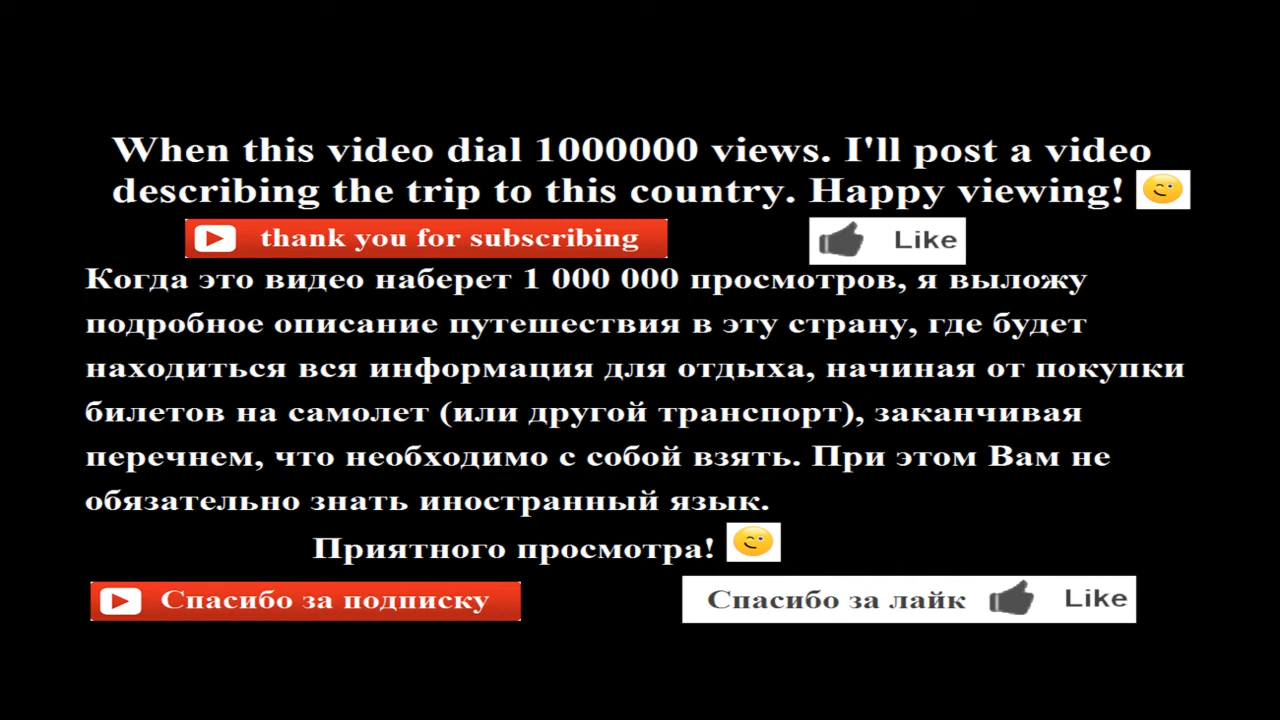 When this video dial 1000000 views. I'll post a video
describing the trip to this country. Happy viewing!
thank you for subscribing
Like
Когда это видео наберет 1 000 000 просмотров, я выложу
подробное описание путешествия в эту страну, где будет
находиться вся информация для отдыха, начиная от покупки
билетов на самолет (или другой транспорт), заканчивая
перечнем, что необходимо с собой взять. При этом Вам не
обязательно знать иностранный язык.
Приятного просмотра!
Спасибо за подписку
Спасибо за лайк Like